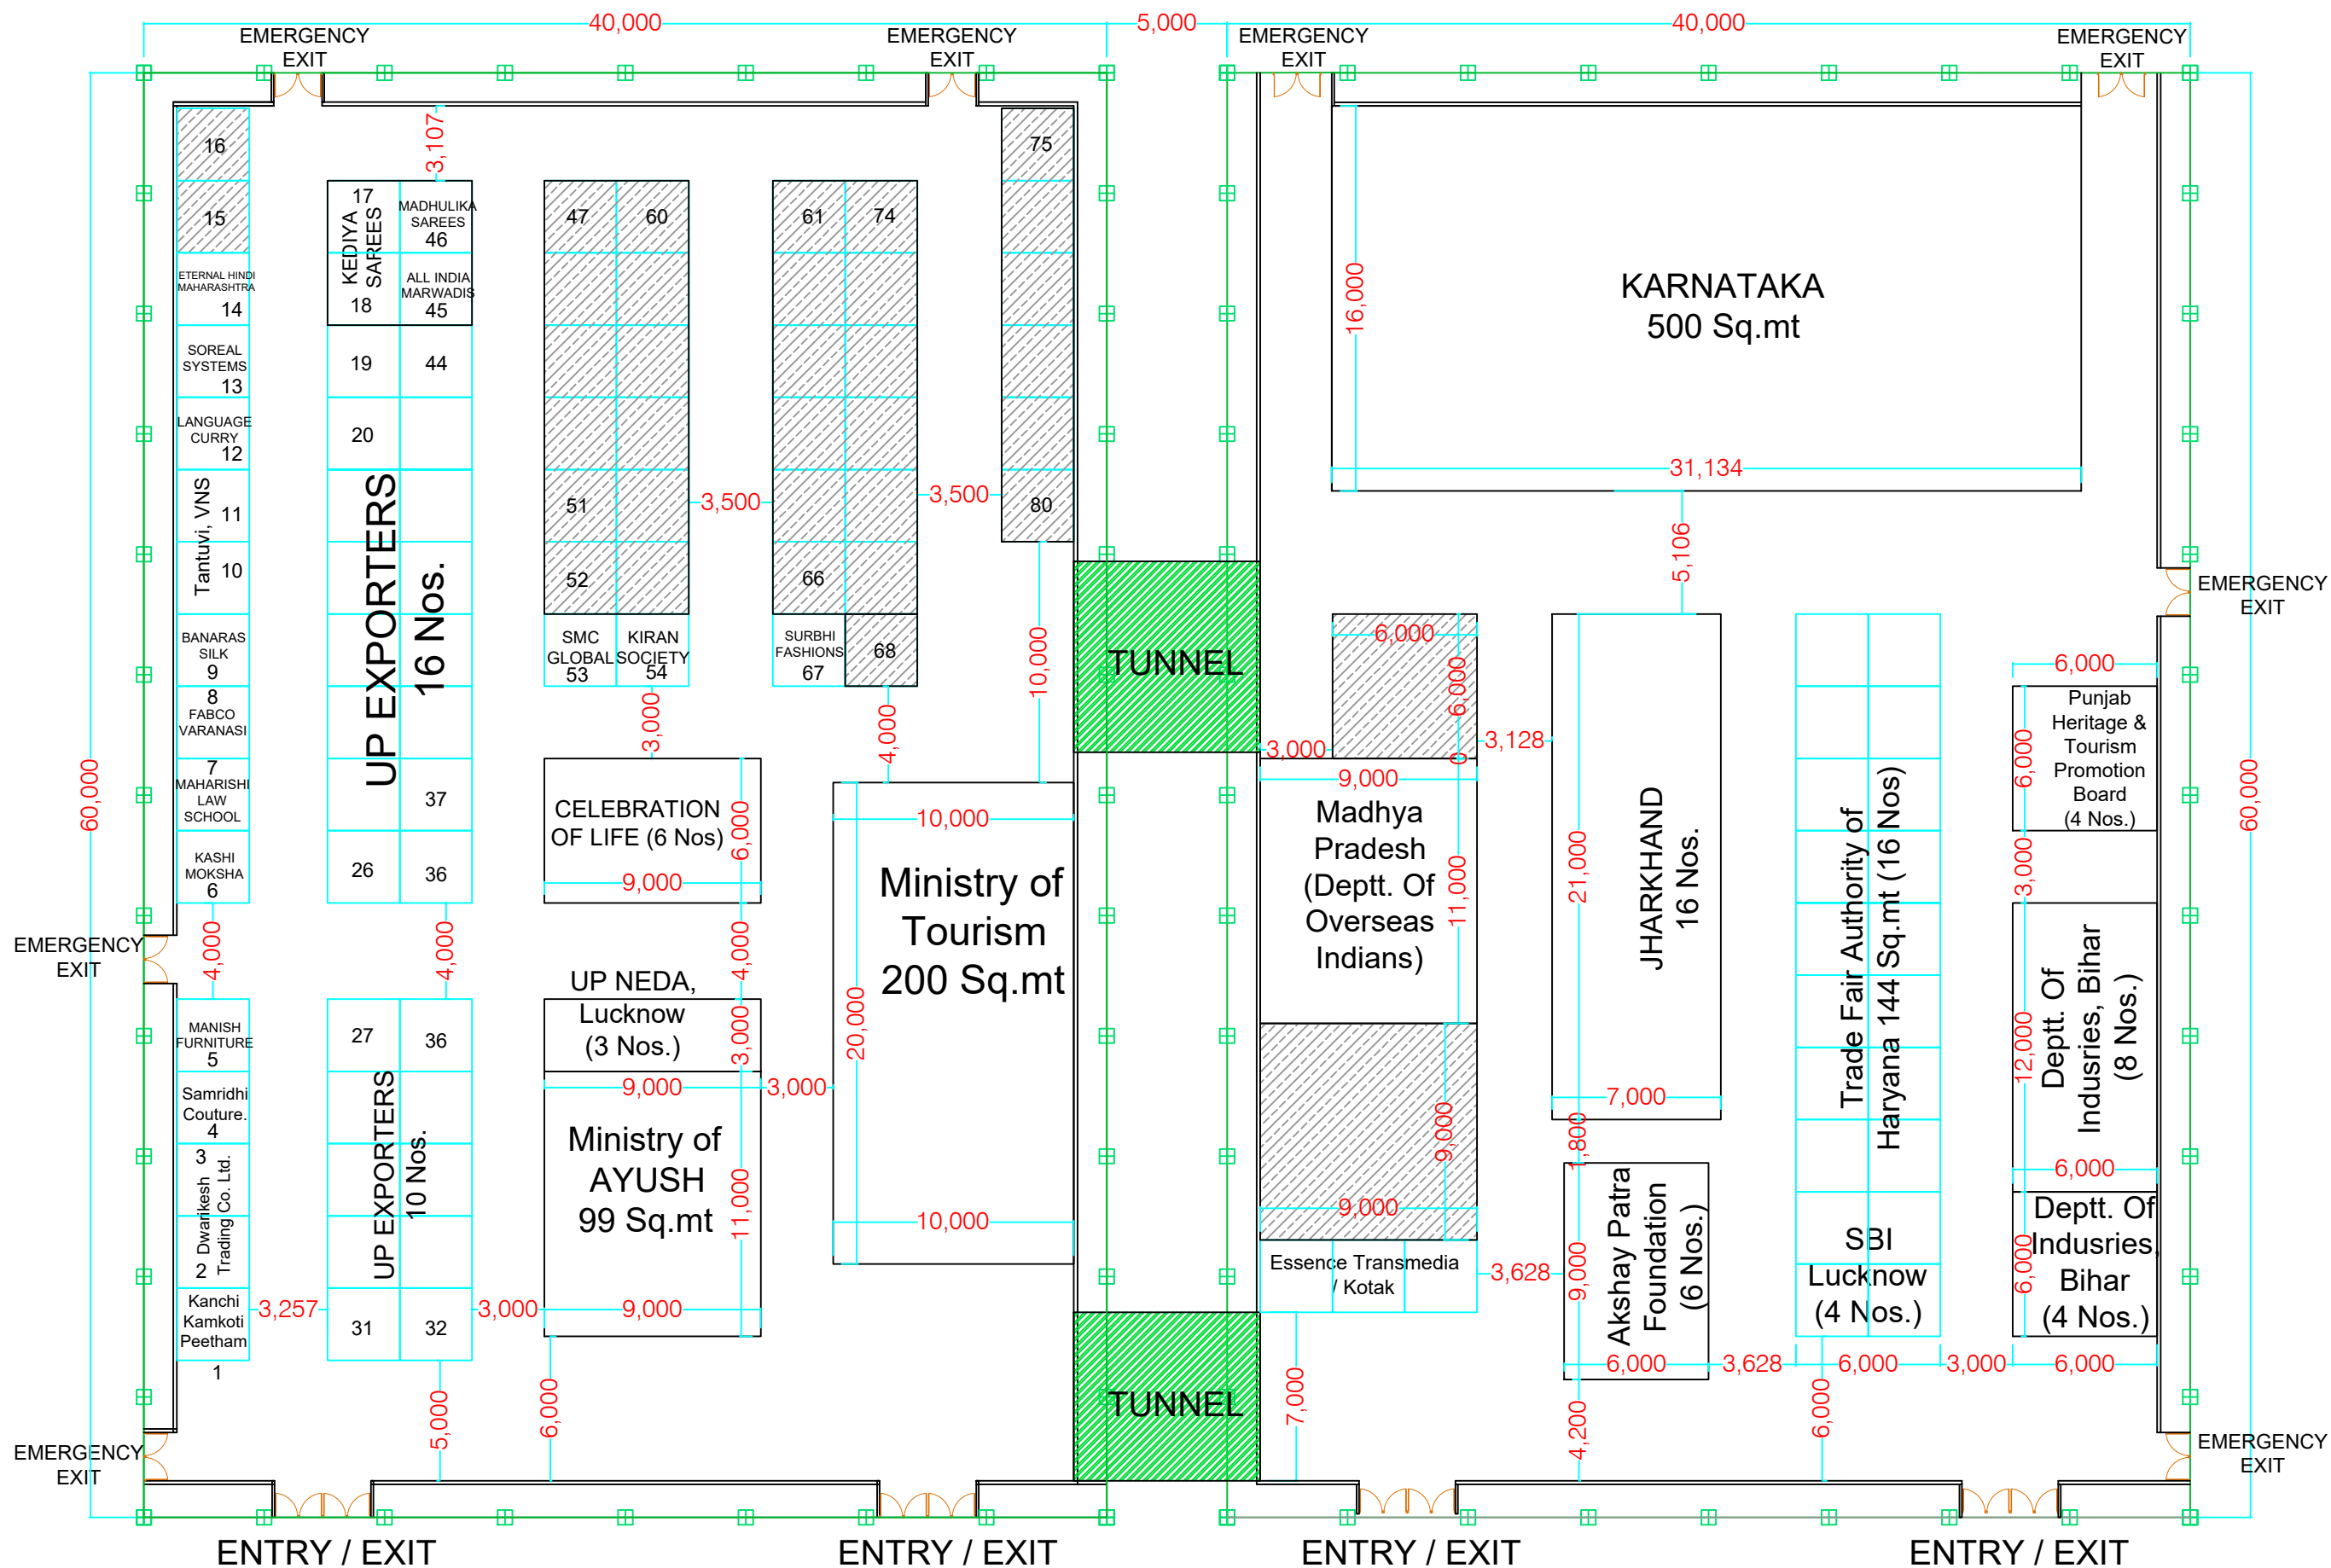 40,000
5,000
40,000
EMERGENCY
EXIT
EMERGENCY
EXIT
EMERGENCY
EXIT
EMERGENCY
EXIT
60,000
60,000
3,107
16
15
ETERNAL HINDI
MAHARASHTRA
14
SOREAL
SYSTEMS
13
LANGUAGE
CURRY
12
Tantuvi, VNS
11
10
BANARAS
SILK
9
8
FABCO
VARANASI
7
MAHARISHI
LAW
SCHOOL
KASHI
MOKSHA
6
4,000
EMERGENCY
EXIT
MANISH
FURNITURE
5
Samridhi
Couture.
4
3
Dwarikesh
Trading Co. Ltd.
2
Kanchi
Kamkoti
Peetham
1
3,257
EMERGENCY
EXIT
17
KEDIYA
SAREES
18
MADHULIKA
SAREES
46
ALL INDIA
MARWADIS
45
19
44
20
UP EXPORTERS
16 Nos.
37
26
36
4,000
27
36
UP EXPORTERS
10 Nos.
31
32
3,000
5,000
47
60
51
52
SMC
GLOBAL
53
KIRAN
SOCIETY
54
3,500
3,000
61
74
66
SURBHI
FASHIONS
67
68
3,500
4,000
75
80
10,000
CELEBRATION
OF LIFE (6 Nos)
6,000
9,000
4,000
UP NEDA,
Lucknow
(3 Nos.)
3,000
9,000
3,000
Ministry of
AYUSH
99 Sq.mt
11,000
9,000
6,000
10,000
Ministry of
Tourism
200 Sq.mt
20,000
10,000
TUNNEL
TUNNEL
KARNATAKA
500 Sq.mt
16,000
31,134
5,106
EMERGENCY
EXIT
6,000
6,000
3,000
0
3,128
9,000
Madhya
Pradesh
(Deptt. Of
Overseas
Indians)
11,000
9,000
9,000
Essence Transmedia
/ Kotak
3,628
7,000
JHARKHAND
16 Nos.
21,000
7,000
1,800
Akshay Patra
Foundation
(6 Nos.)
9,000
6,000
3,628
4,200
Trade Fair Authority of
Haryana 144 Sq.mt (16 Nos)
SBI
Lucknow
(4 Nos.)
6,000
3,000
6,000
6,000
Punjab
Heritage &
Tourism
Promotion
Board
(4 Nos.)
6,000
3,000
Deptt. Of
Indusries, Bihar
(8 Nos.)
12,000
6,000
Deptt. Of
Indusries,
Bihar
(4 Nos.)
6,000
6,000
EMERGENCY
EXIT
ENTRY / EXIT
ENTRY / EXIT
ENTRY / EXIT
ENTRY / EXIT